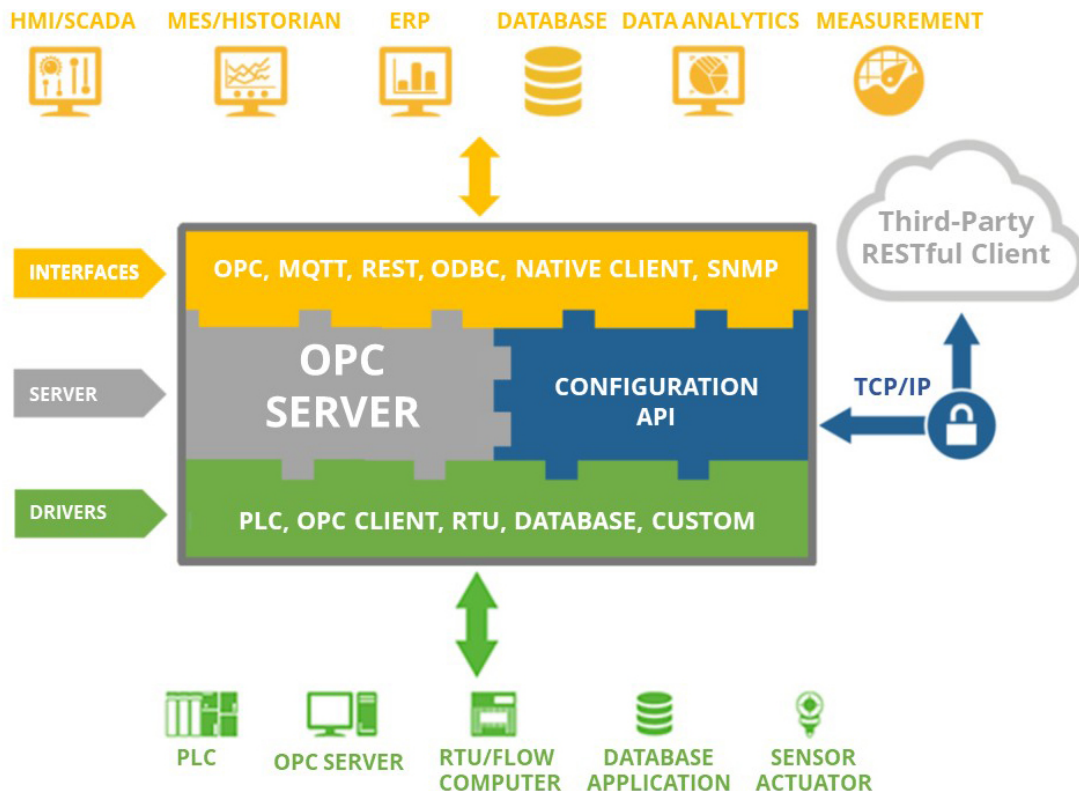 HMI/SCADA MES/HISTORIAN ERP DATABASE DATA ANALYTICS MEASUREMENT
Third-Party
RESTful Client
INTERFACES
OPC, MQTT, REST, ODBC, NATIVE CLIENT, SNMP
SERVER
OPC
SERVER
CONFIGURATION
API
TCP/IP
DRIVERS
PLC, OPC CLIENT, RTU, DATABASE, CUSTOM
PLC
OPC SERVER
RTU/FLOW
COMPUTER
DATABASE
APPLICATION
SENSOR
ACTUATOR